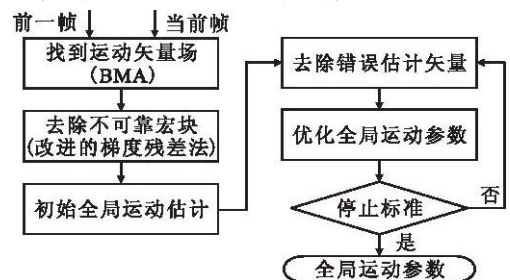 前一帧 当前帧
找到运动矢量场
(BMA)
去除不可靠宏块
(改进的梯度残差法)
初始全局运动估计
去除错误估计矢量
优化全局运动参数
停止标准
否
是
全局运动参数